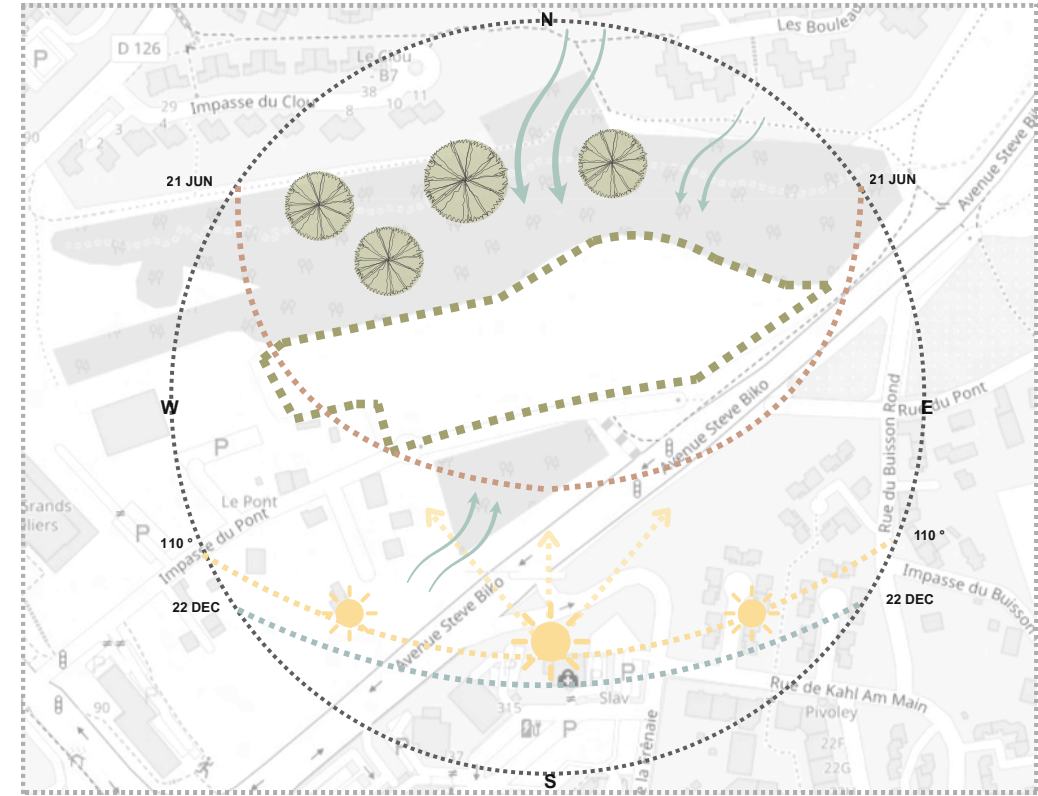 N
Les Bouleau
D 126
P
Le Clou
- B7
38
29
Impasse du Clou
10
11
8
4
3
1
2
21 JUN
21 JUN
Avenue Steve Bik
W
E
Rue du Pont
Avenue Steve Biko
Rue du Buisson Rond
P
Le Pont
Grands
lliers
P
Impasse du Pont
110 °
110 °
Impasse du Buisson
22 DEC
22 DEC
Avenue Steve Biko
P
Slav
315
90
Rue de Kahl Am Main
Pivoley
P
P
37
22F
22G
S